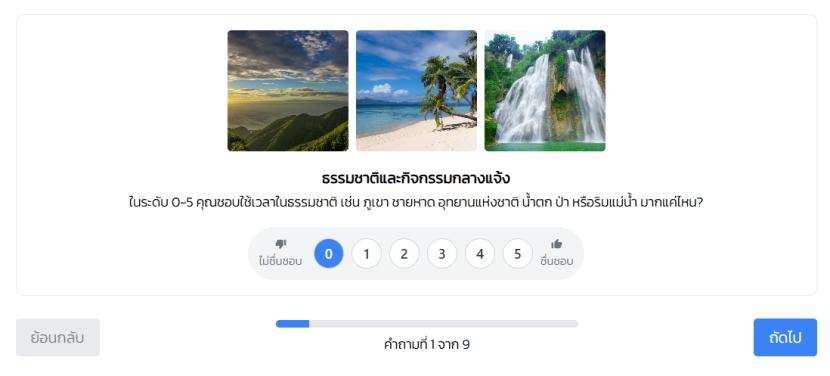 ธรรมชาติและกิจกรรมกลางแจ้ง
ในระดับ 0-5 คุณชอบใช้เวลาในธรรมชาติ เช่น ภูเขา ชายหาด อุทยานแห่งชาติ น้ำตก ป่า หรือริมแม่น้ำ มากแค่ไหน?
ไม่ชื่นชอบ 0 1 2 3 4 5 ชื่นชอบ
ย้อนกลับ คำถามที่ 1 จาก 9 ถัดไป